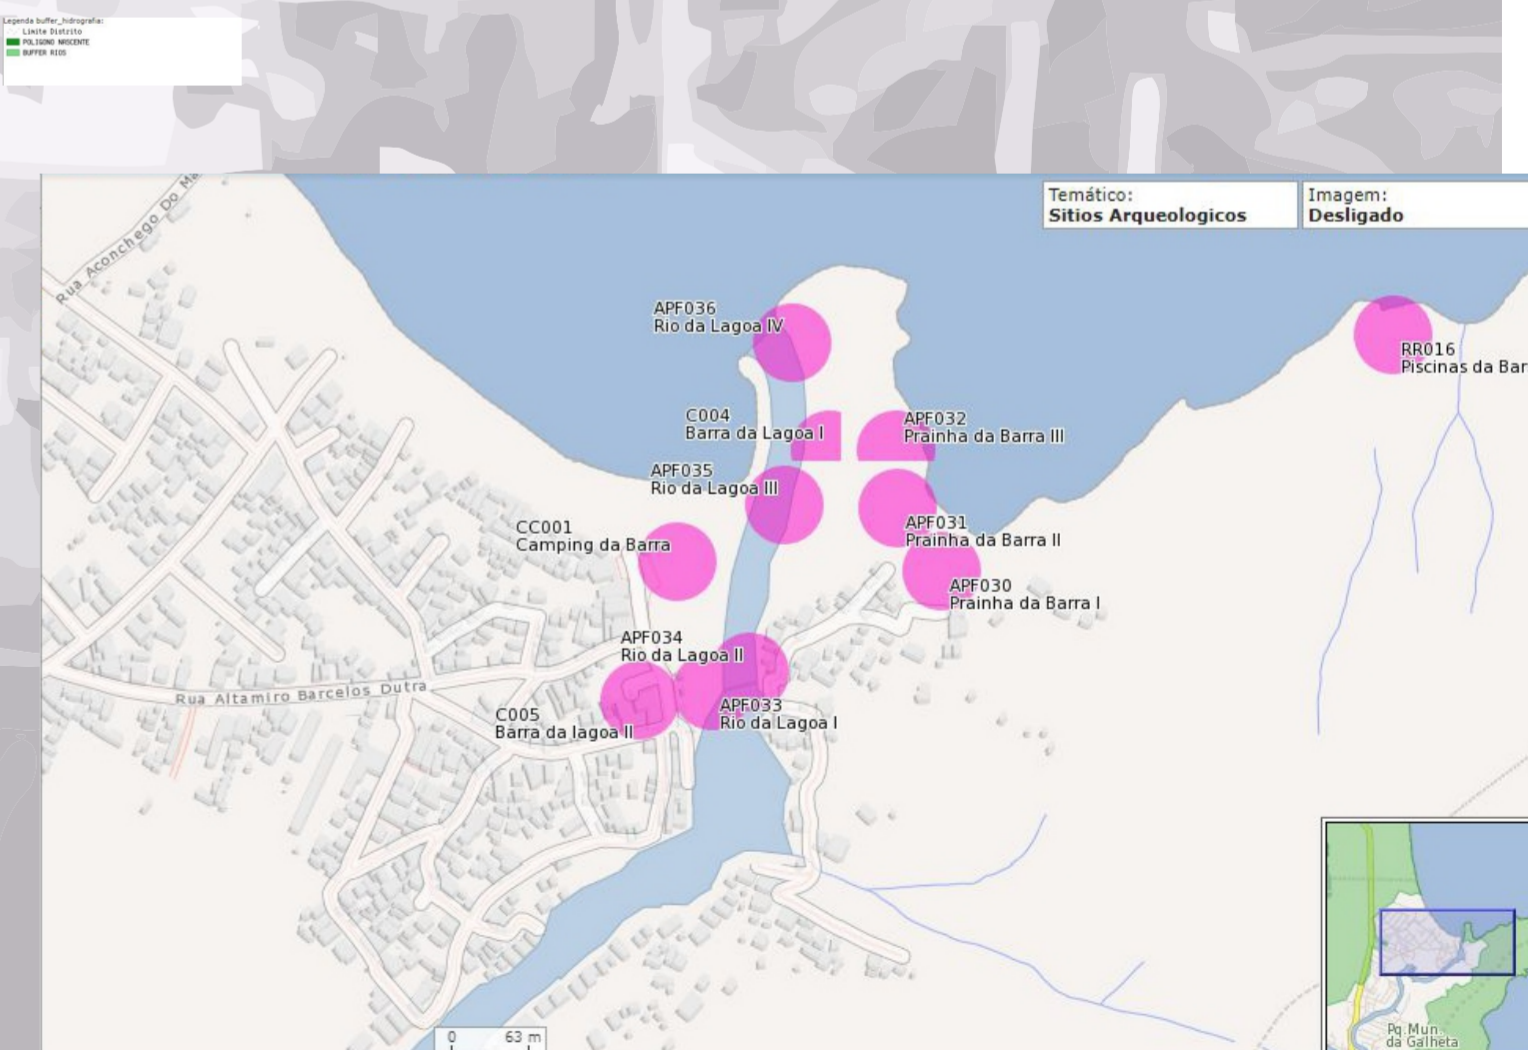 Legenda buffer_hidrografia:
Limite Distrito
POLIGONO NASCENTE
BUFFER RIOS
Temático:
Sitios Arqueologicos
Imagem:
Desligado
Rua Aconchego Do Ma
APF036
Rio da Lagoa IV
RR016
Piscinas da Bar
C004
Barra da Lagoa I
APF032
Prainha da Barra III
APF035
Rio da Lagoa III
CC001
Camping da Barra
APF031
Prainha da Barra II
APF030
Prainha da Barra I
APF034
Rio da Lagoa II
Rua Altamiro Barcelos Dutra
C005
Barra da lagoa II
APF033
Rio da Lagoa I
0 63 m
Pq. Mun.
da Galheta